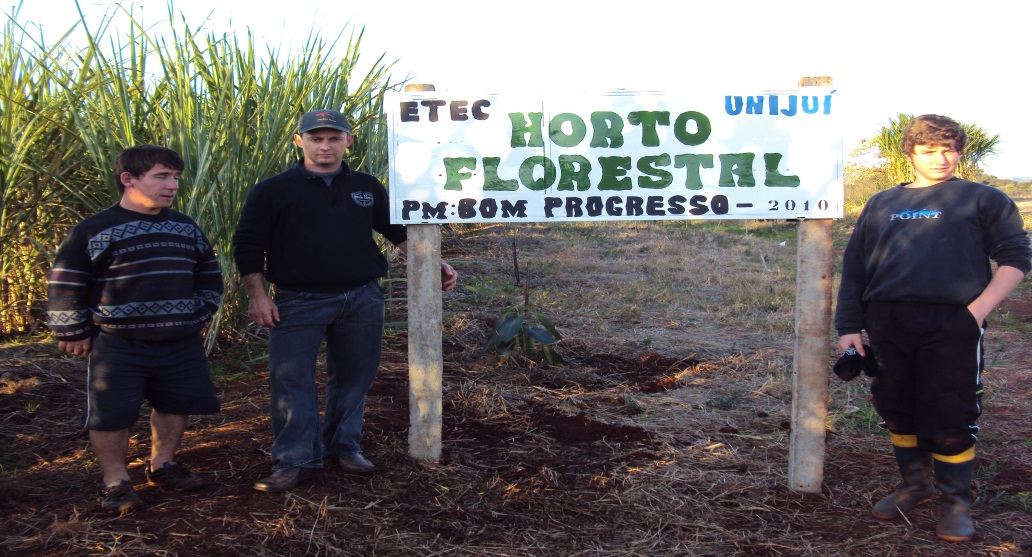 ETEC UNIJUÍ
HORTO
FLORESTAL
PM: BOM PROGRESSO - 2010
POINT